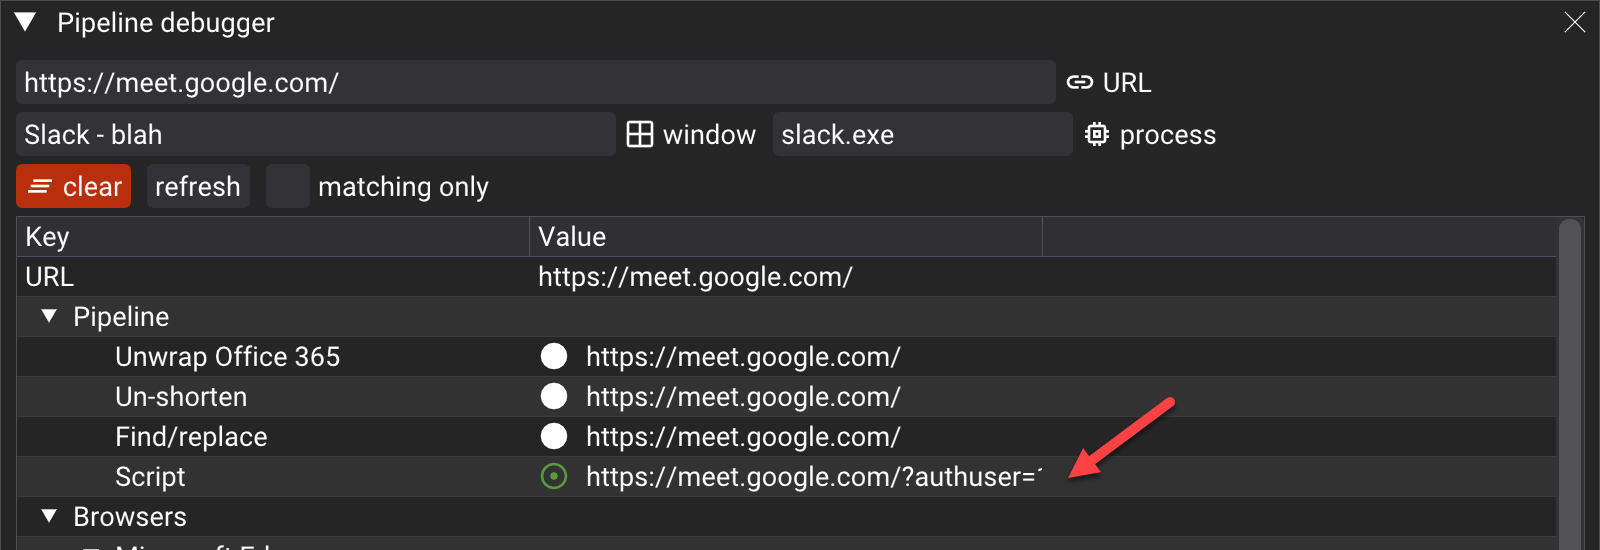 Pipeline debugger
https://meet.google.com/ URL
Slack - blah window slack.exe process
clear refresh matching only
Key Value
URL https://meet.google.com/
Pipeline
Unwrap Office 365 https://meet.google.com/
Un-shorten https://meet.google.com/
Find/replace https://meet.google.com/
Script https://meet.google.com/?authuser=
Browsers